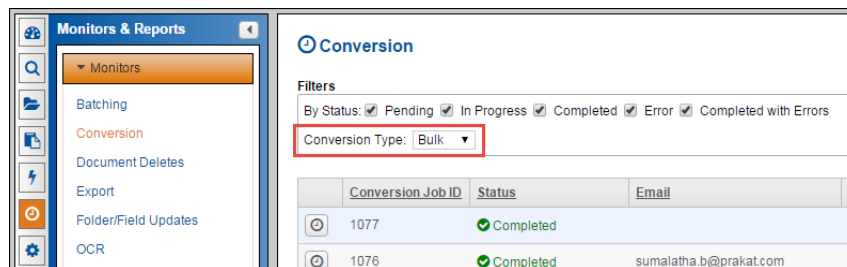 Monitors & Reports
Monitors
Batching
Conversion
Document Deletes
Export
Folder/Field Updates
OCR
Conversion
Filters
By Status: Pending In Progress Completed Error Completed with Errors
Conversion Type: Bulk
Conversion Job ID Status Email
1077 Completed
1076 Completed sumalatha.b@prakat.com